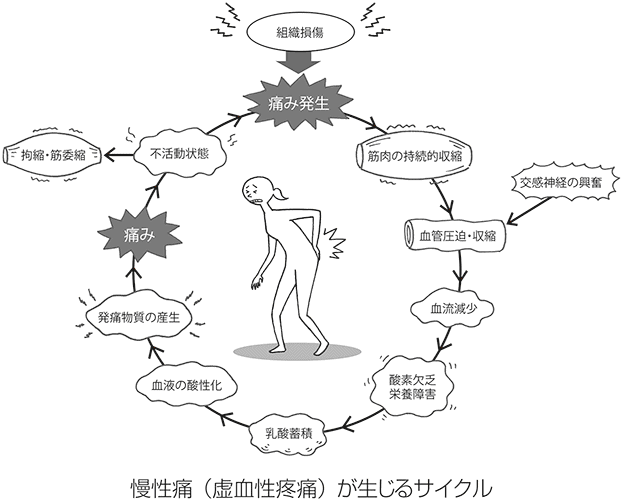 組織損傷
痛み発生
筋肉の持続的収縮
交感神経の興奮
血管圧迫・収縮
血流減少
酸素欠乏
栄養障害
乳酸蓄積
血液の酸性化
発痛物質の産生
痛み
不活動状態
拘縮・筋委縮
慢性痛（虚血性疼痛）が生じるサイクル